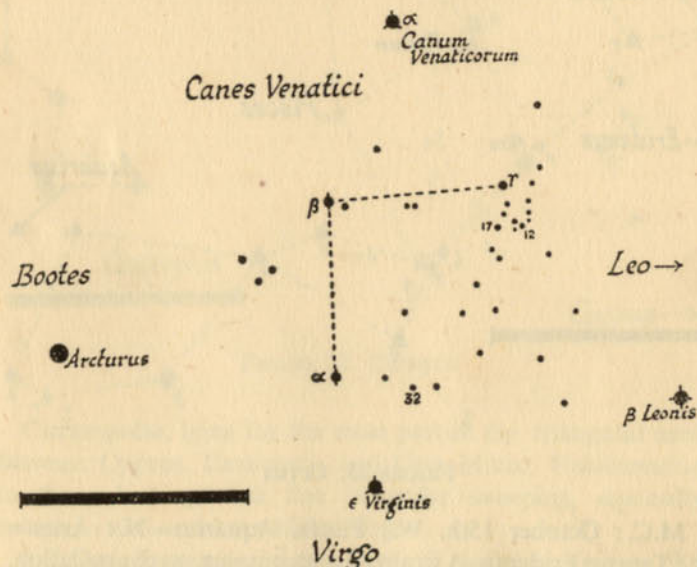 α
Canum
Venaticorum
Canes Venatici
β
γ
17
12
Bootes
Leo →
Arcturus
α
32
β Leonis
ε Virginis
Virgo